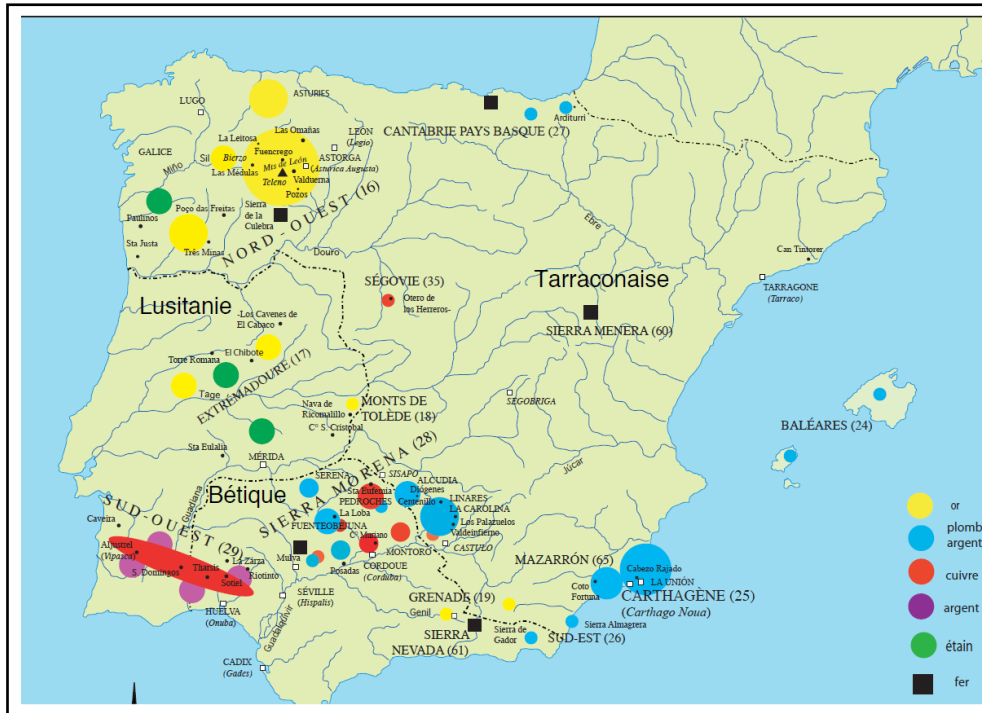 LUGO
ASTURIES
La Leitosa
Las Omañas
LEÓN
(Legio)
GALICE
Sil
Bierzo
Fuencrego
ASTORGA
(Asturica Augusta)
Miño
Las Médulas
Mts de León
Teleno
Valduerna
Pozos
Arditurri
CANTABRIE PAYS BASQUE (27)
Paulinos
Poço das Freitas
Sierra
de la
Culebra
NORD-OUEST (16)
Sta Justa
Três Minas
Douro
Ebre
Can Tintorer
TARRAGONE
(Tarraco)
Lusitanie
SÉGOVIE (35)
Otero de
los Herreros-
Tarraconaise
SIERRA MENERA (60)
-Los Cavenes de
El Cabaco
Torre Romana
El Chibote
Tage
EXTRÉMADOURE (17)
Nava de
Ricomalillo
Cº S. Cristobal
MONTS DE
TOLÈDE (18)
SEGOBRIGA
BALÉARES (24)
Sta Eulalia
MÉRIDA
Júcar
Guadiana
Bétique
SIERRA MORENA (28)
SERENA
SISAPO
Sta Eufemia
PEDROCHES
La Loba
FUENTEOBEJUNA
ALCUDIA
Diógenes
Centenillo
LINARES
LA CAROLINA
Los Palazuelos
Valdeinfierno
CASTULO
Cº Muriano
MONTORO
CORDOUE
(Corduba)
Posadas
Mulva
SUD-OUEST (29)
Caveira
Aljustrel
(Vipasca)
S. Domingos
Tharsis
La Zarza
Riotinto
Sotiel
HUELVA
(Onuba)
SÉVILLE
(Hispalis)
Guadalquivir
CADIX
(Gades)
GRENADE (19)
Genil
SIERRA
NEVADA (61)
Sierra de
Gador
SUD-EST (26)
Sierra Almagrera
MAZARRÓN (65)
Coto
Fortuna
Cabezo Rajado
LA UNIÓN
CARTHAGÈNE (25)
(Carthago Noua)
or
plomb
argent
cuivre
argent
étain
fer